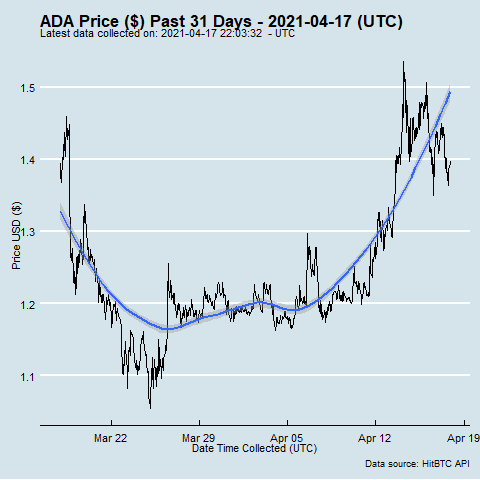 ADA Price ($) Past 31 Days - 2021-04-17 (UTC)
Latest data collected on: 2021-04-17 22:03:32 - UTC
1.5
1.4
1.3
1.2
1.1
Price USD ($)
Mar 22 Mar 29 Apr 05 Apr 12 Apr 19
Date Time Collected (UTC)
Data source: HitBTC API